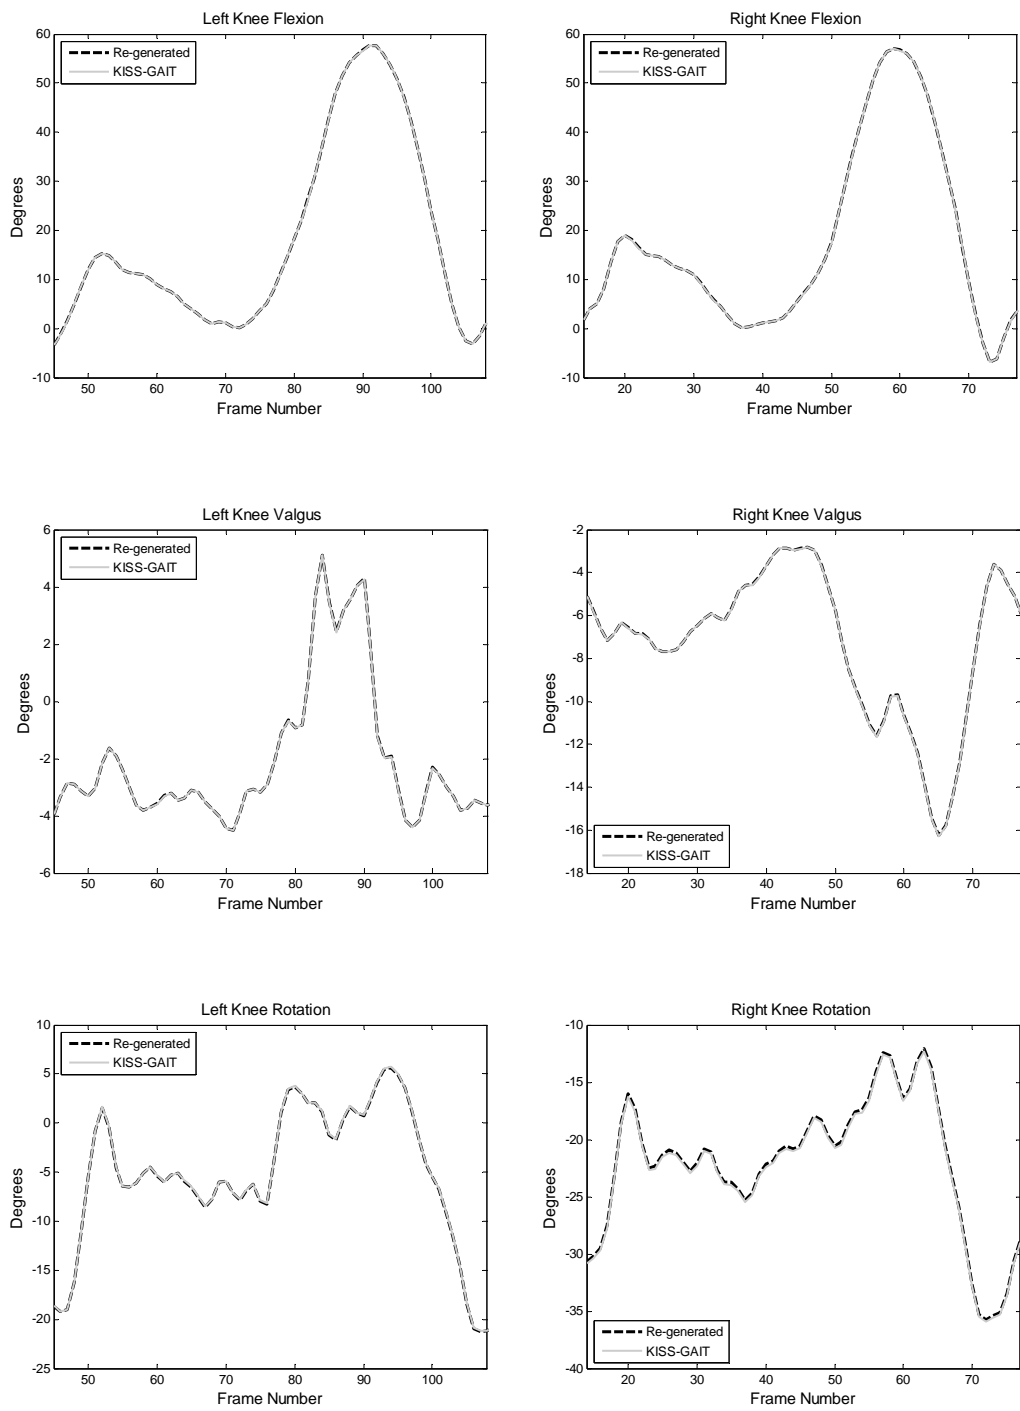 Left Knee Flexion
60
50
40
30
20
10
0
-10
Degrees
Re-generated
KISS-GAIT
50 60 70 80 90 100
Frame Number
Right Knee Flexion
60
50
40
30
20
10
0
-10
Degrees
Re-generated
KISS-GAIT
20 30 40 50 60 70
Frame Number
Left Knee Valgus
6
4
2
0
-2
-4
-6
Degrees
Re-generated
KISS-GAIT
50 60 70 80 90 100
Frame Number
Right Knee Valgus
-2
-4
-6
-8
-10
-12
-14
-16
-18
Degrees
Re-generated
KISS-GAIT
20 30 40 50 60 70
Frame Number
Left Knee Rotation
10
5
0
-5
-10
-15
-20
-25
Degrees
Re-generated
KISS-GAIT
50 60 70 80 90 100
Frame Number
Right Knee Rotation
-10
-15
-20
-25
-30
-35
-40
Degrees
Re-generated
KISS-GAIT
20 30 40 50 60 70
Frame Number